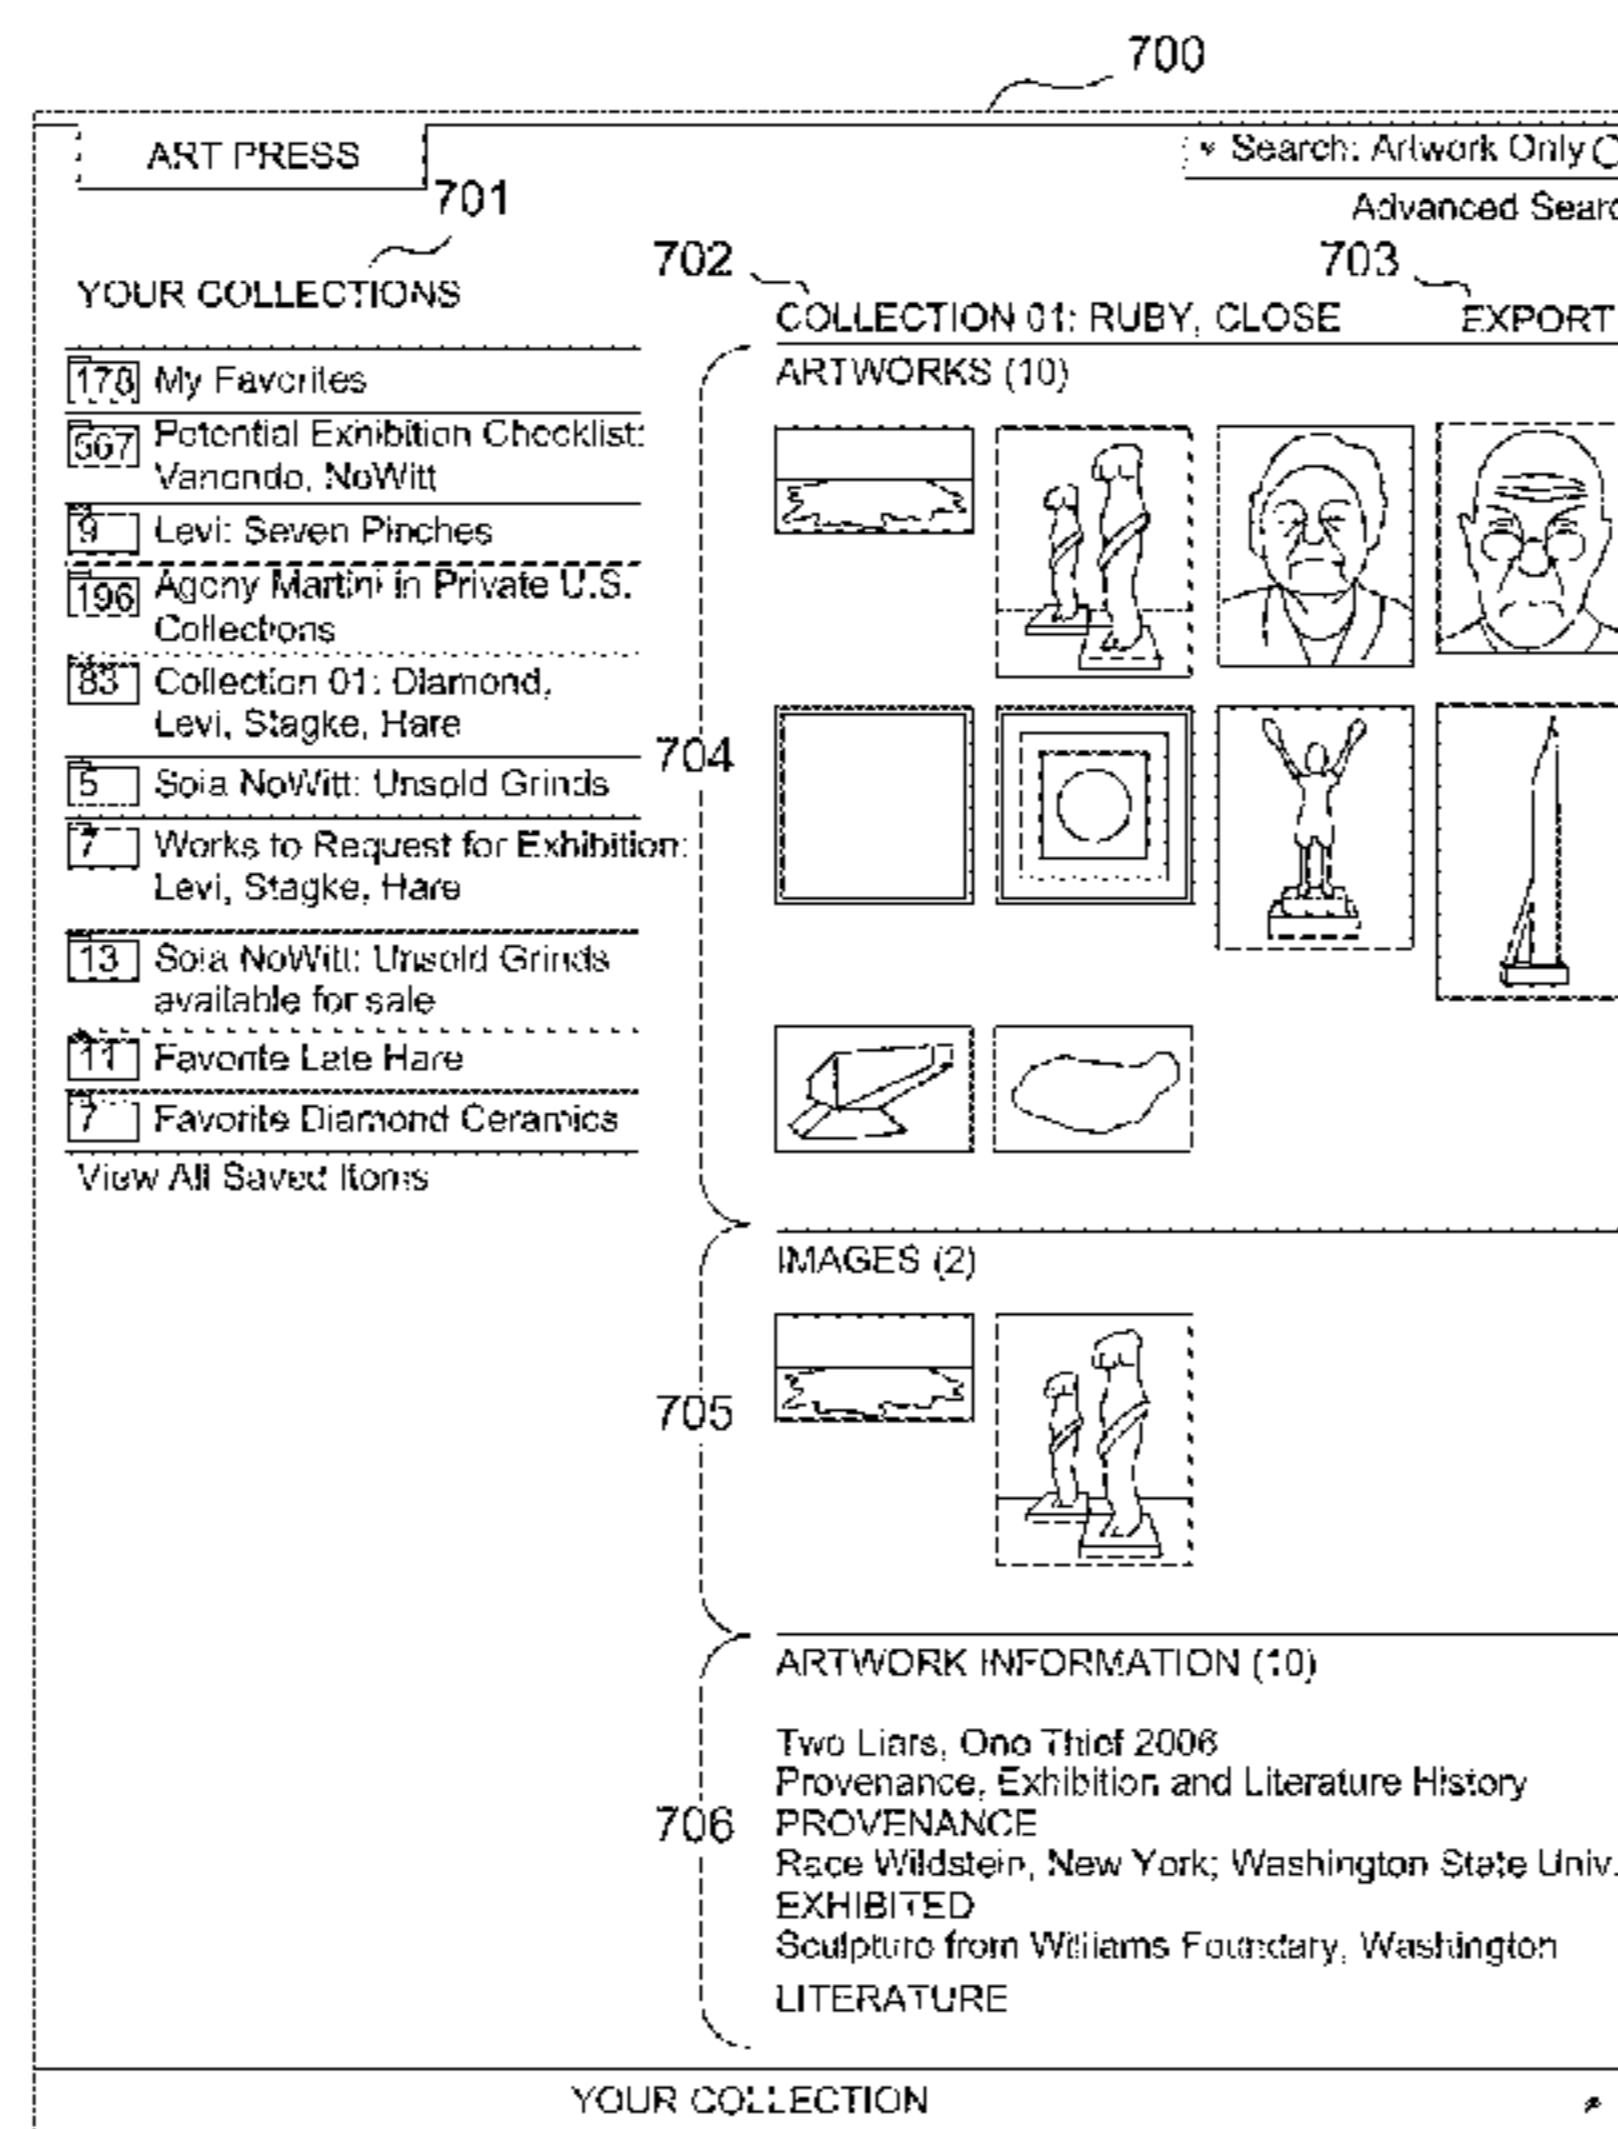 700
ART PRESS
Search: Artwork Only
Advanced Searc
701
YOUR COLLECTIONS
178 My Favorites
567 Potential Exhibition Checklist:
Vanondo, NoWitt
9 Levi: Seven Pinches
196 Agony Martini in Private U.S.
Collections
83 Collection 01: Diamond,
Levi, Stagke, Hare
5 Soia NoWitt: Unsold Grinds
7 Works to Request for Exhibition:
Levi, Stagke, Hare
13 Soia NoWitt: Unsold Grinds
available for sale
11 Favorite Late Hare
7 Favorite Diamond Ceramics
View All Saved Items
702
COLLECTION 01: RUBY, CLOSE
703
EXPORT
704
ARTWORKS (10)
705
IMAGES (2)
706
ARTWORK INFORMATION (10)
Two Liars, One Thief 2006
Provenance, Exhibition and Literature History
PROVENANCE
Race Wildstein, New York; Washington State Univ.
EXHIBITED
Sculpture from Williams Foundary, Washington
LITERATURE
YOUR COLLECTION